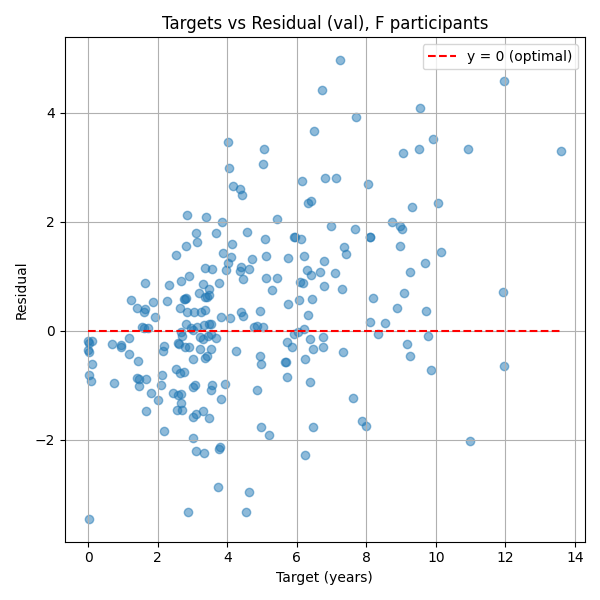 Targets vs Residual (val), F participants
y = 0 (optimal)
Residual
4
2
0
−2
0 2 4 6 8 10 12 14
Target (years)